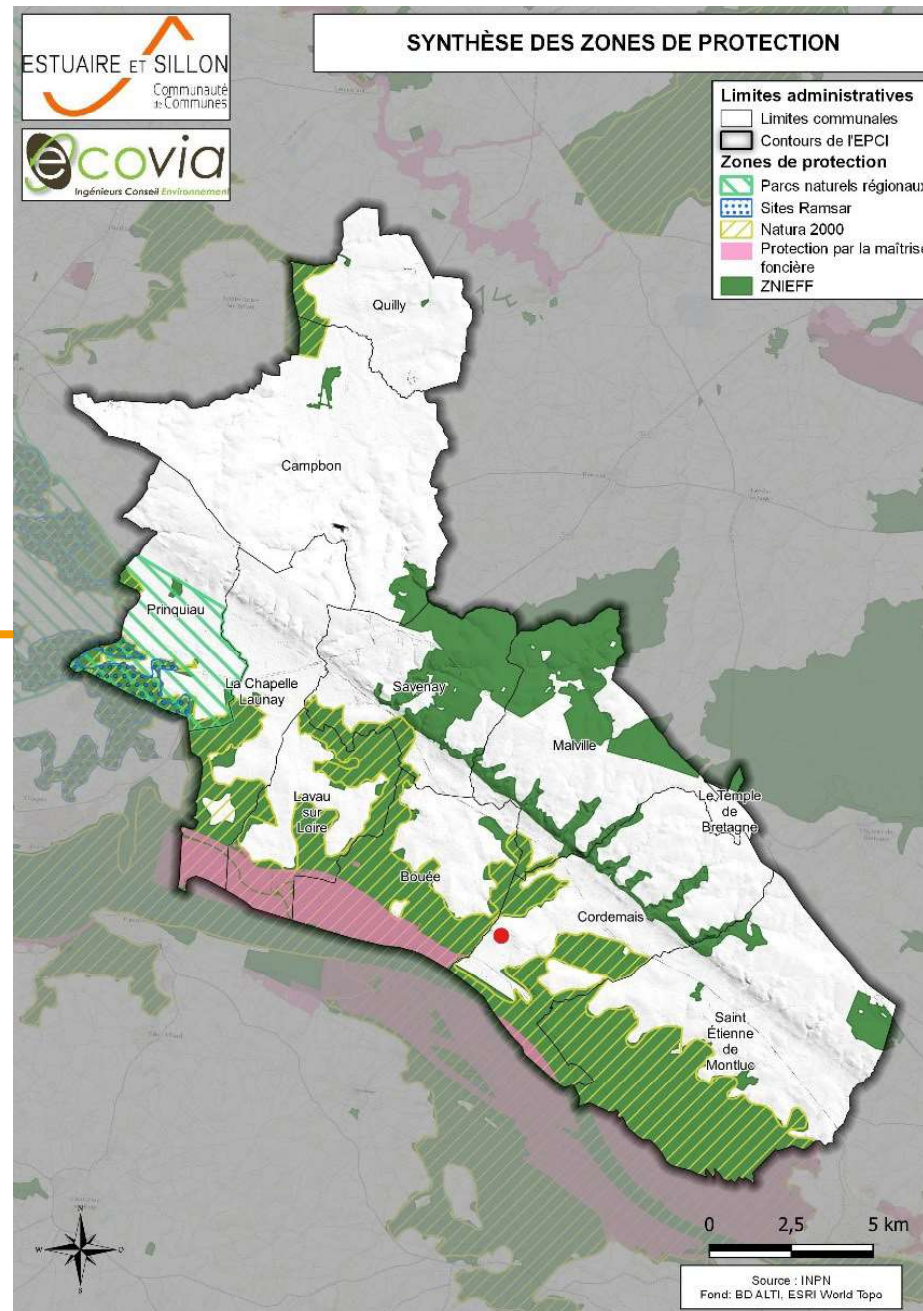 ESTUAIRE ET SILLON
Communauté
de Communes
ecovia
Ingénieurs Conseil Environnement
SYNTHÈSE DES ZONES DE PROTECTION
Limites administratives
Limites communales
Contours de l'EPCI
Zones de protection
Parcs naturels régionaux
Sites Ramsar
Natura 2000
Protection par la maîtrise
foncière
ZNIEFF
Quilly
Campbon
Prinquiau
La Chapelle
Launay
Savenay
Malville
Le Temple
de
Bretagne
Lavau
sur
Loire
Bouée
Cordemais
Saint
Étienne
de
Montluc
N
W
O
S
0 2,5 5 km
Source : INPN
Fond: BD ALTI, ESRI World Topo